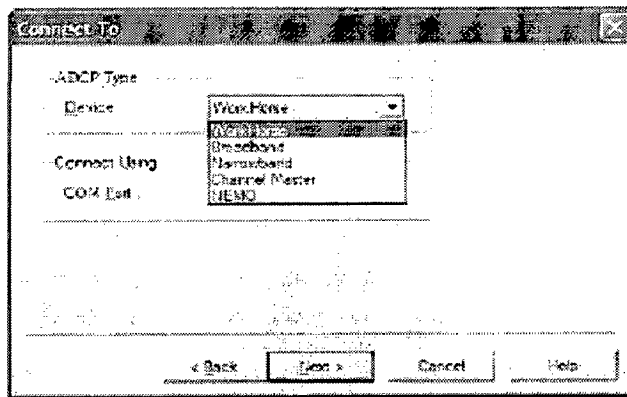 Connect To
ADCP Type
Device
WorkHorse
WorkHorse
Broadband
Narrowband
Channel Master
NEMO
Connect Using
COM Port
< Back
Next >
Cancel
Help